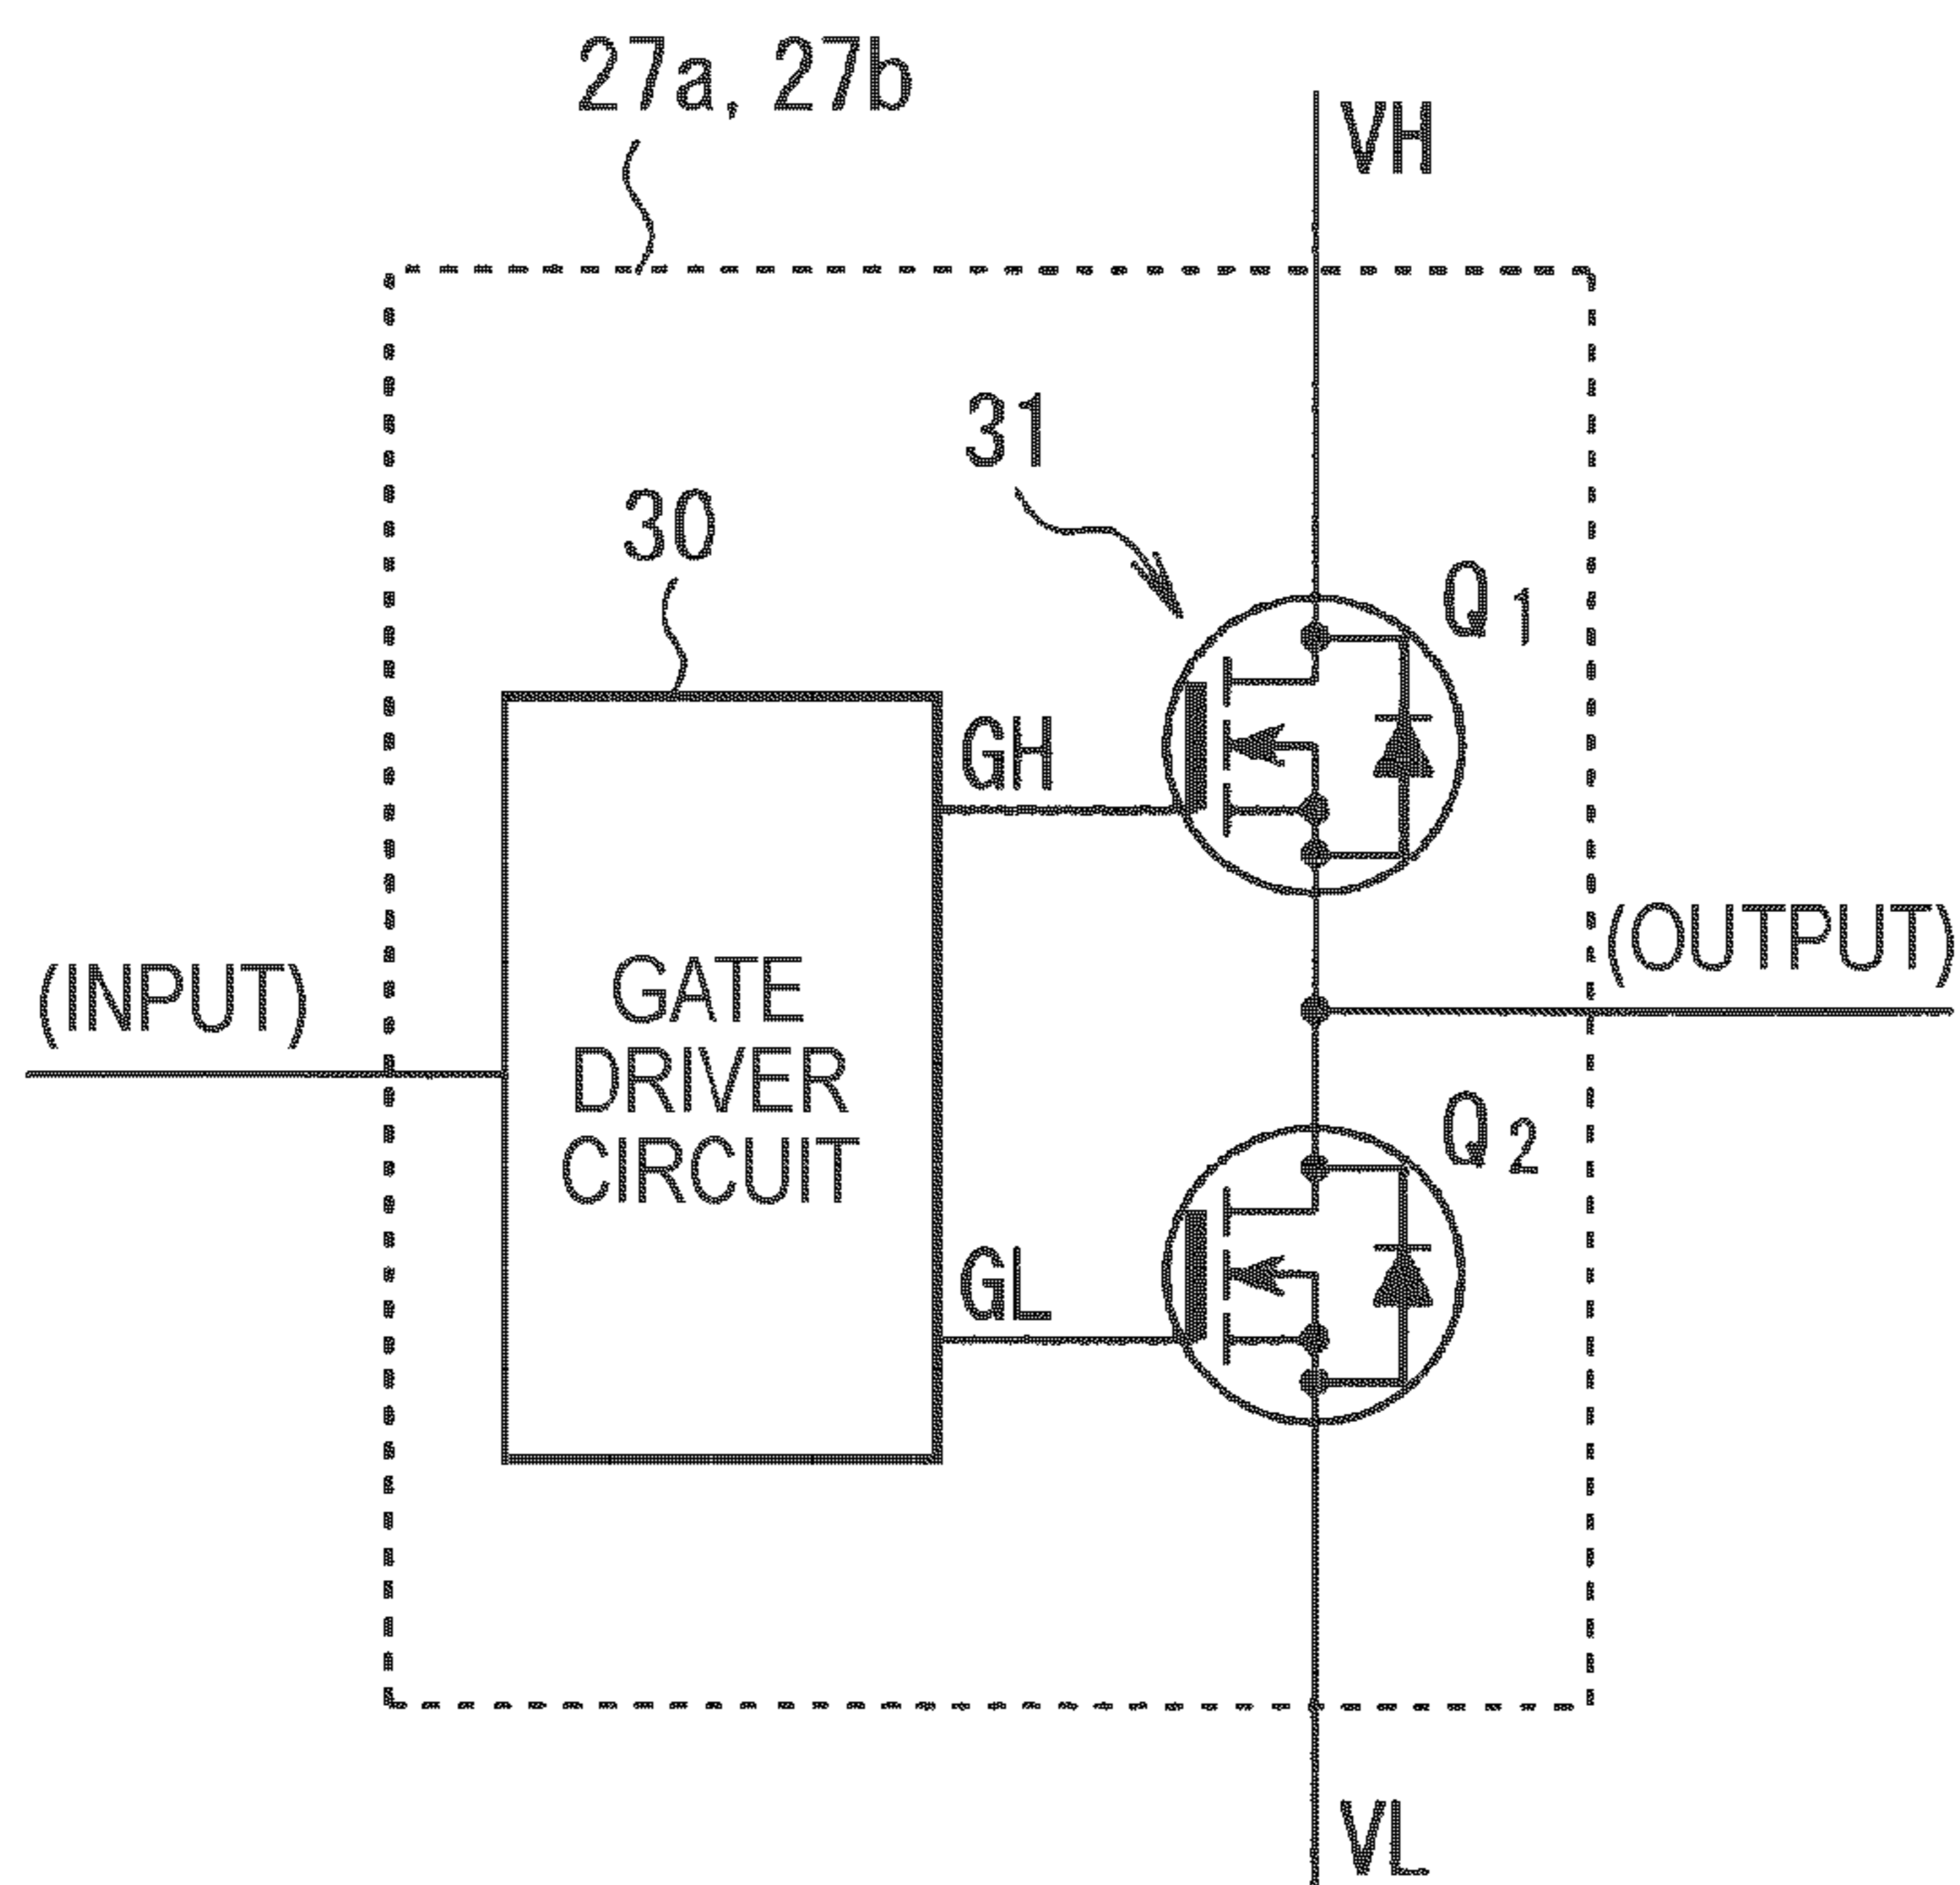 27a, 27b
VH
31
30
Q1
GH
(INPUT)
GATE
DRIVER
CIRCUIT
(OUTPUT)
Q2
GL
VL